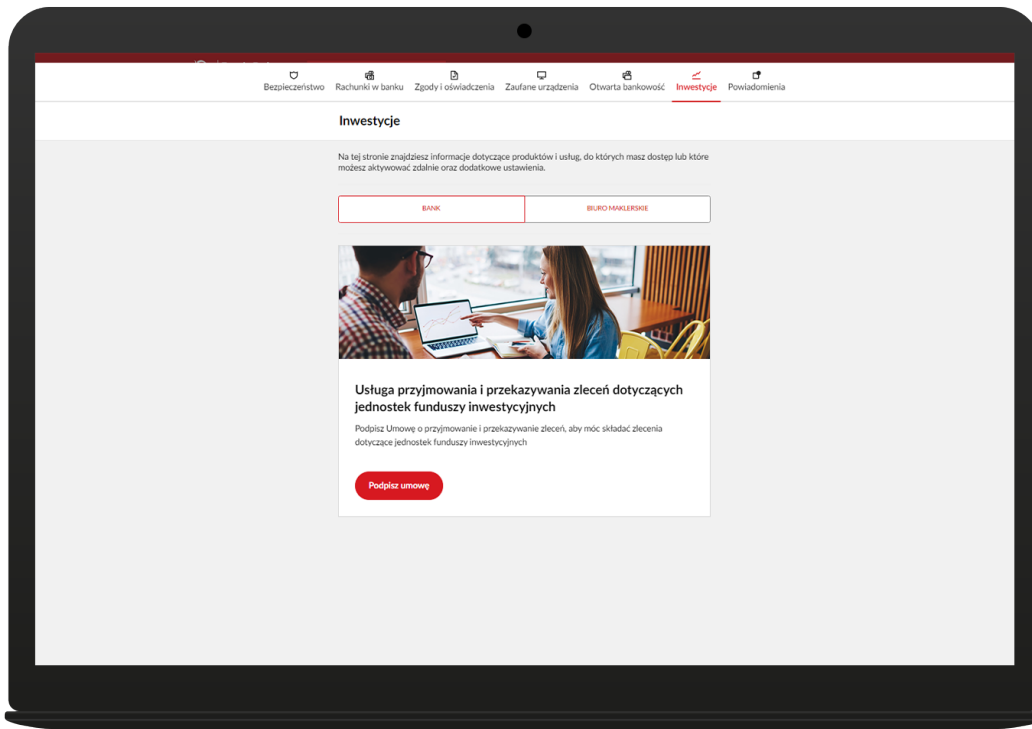 Bezpieczeństwo Rachunki w banku Zgody i oświadczenia Zaufane urządzenia Otwarta bankowość Inwestycje Powiadomienia
Inwestycje
Na tej stronie znajdziesz informacje dotyczące produktów i usług, do których masz dostęp lub które
możesz aktywować zdalnie oraz dodatkowe ustawienia.
BANK BIURO MAKLERSKIE
Usługa przyjmowania i przekazywania zleceń dotyczących
jednostek funduszy inwestycyjnych
Podpisz Umowę o przyjmowanie i przekazywanie zleceń, aby móc składać zlecenia
dotyczące jednostek funduszy inwestycyjnych
Podpisz umowę